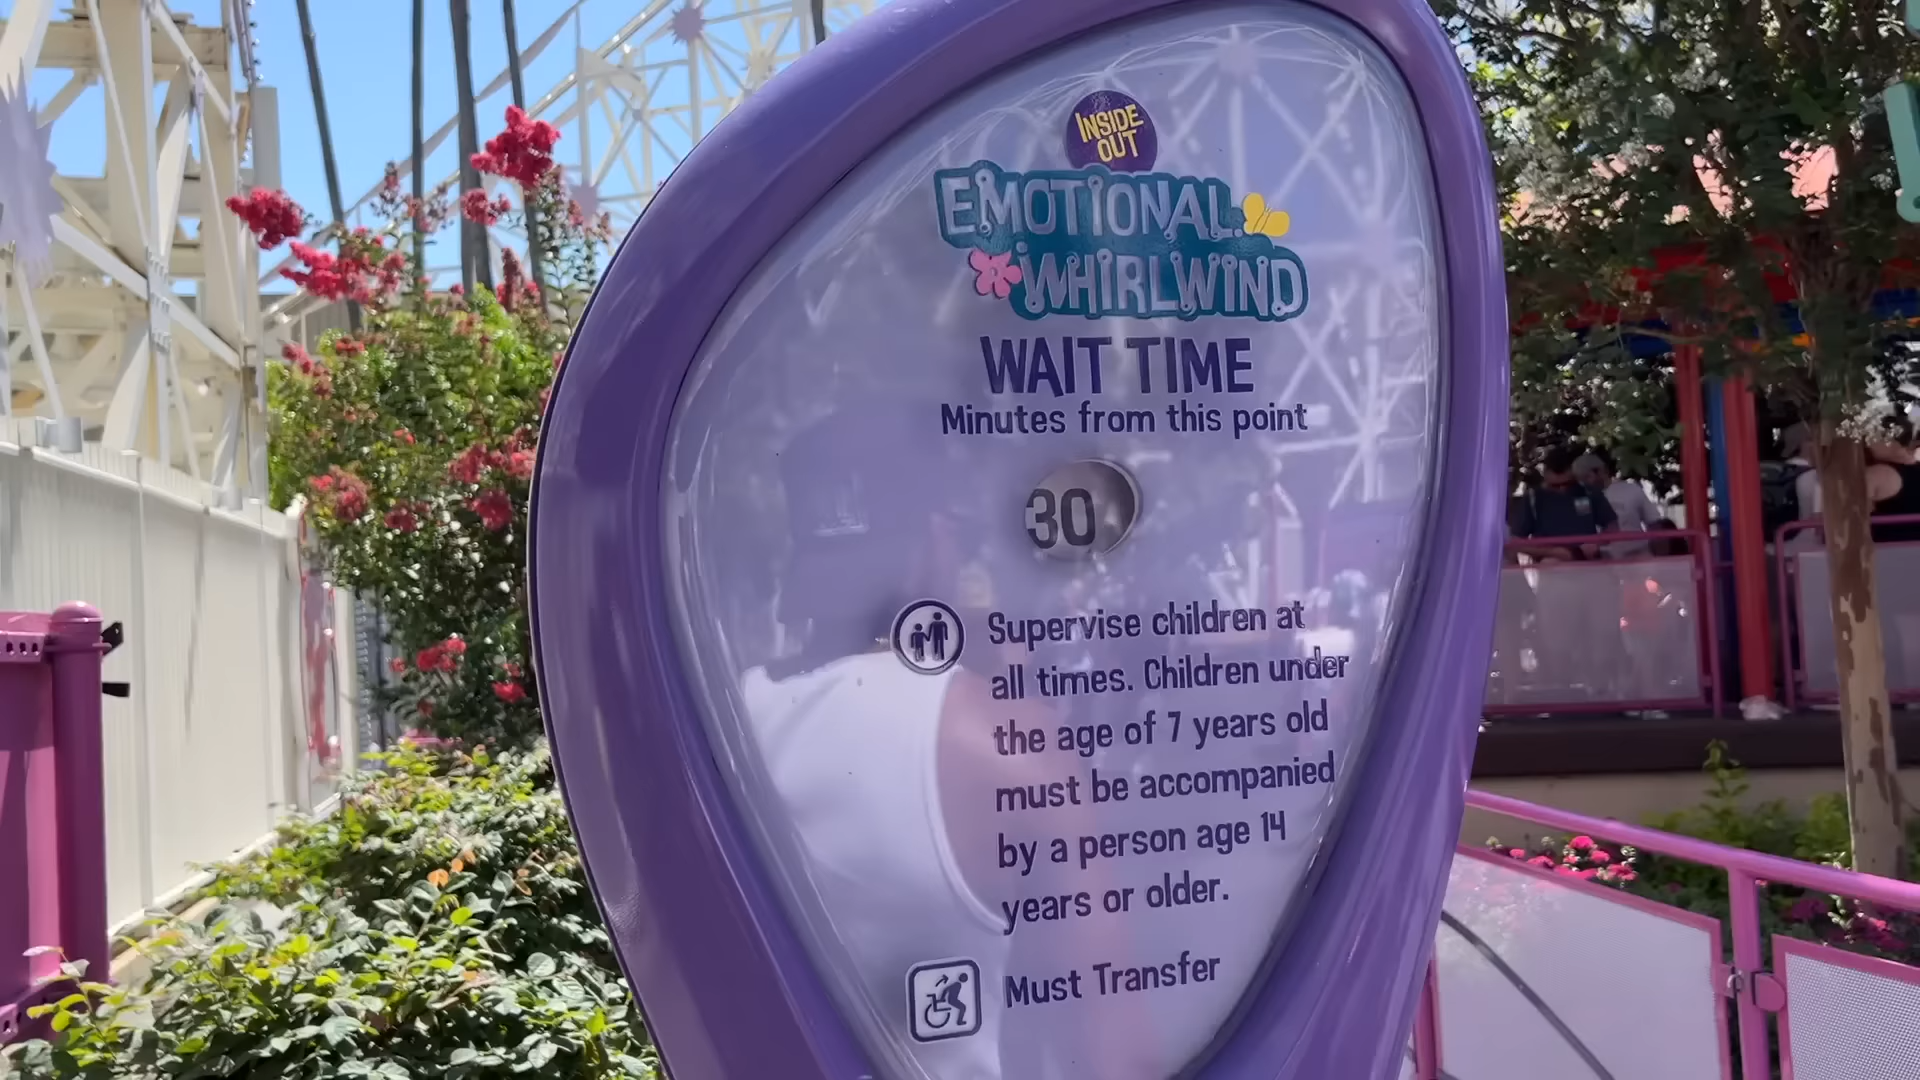 INSIDE
OUT
EMOTIONAL
WHIRLWIND
WAIT TIME
Minutes from this point
30
Supervise children at
all times. Children under
the age of 7 years old
must be accompanied
by a person age 14
years or older.
Must Transfer